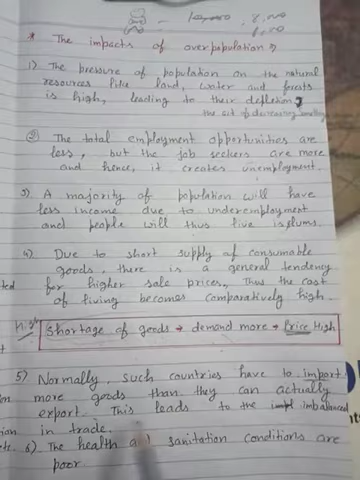 * The impacts of overpopulation :
1) The pressure of population on the natural
resources like land, water and forests
is high, leading to their depletion
the act of decreasing something
2) The total employment opportunities are
less, but the job seekers are more
and hence, it creates unemployment.
3) A majority of population will have
less income due to underemployment
and people will thus live in slums.
4) Due to short supply of consumable
goods, there is a general tendency
for higher sale prices. Thus the cost
of living becomes comparatively high.
High
Shortage of goods → demand more → Price High
5) Normally, such countries have to import
more goods than they can actually
export. This leads to the imbalanced
in trade.
6) The health and sanitation conditions are
poor